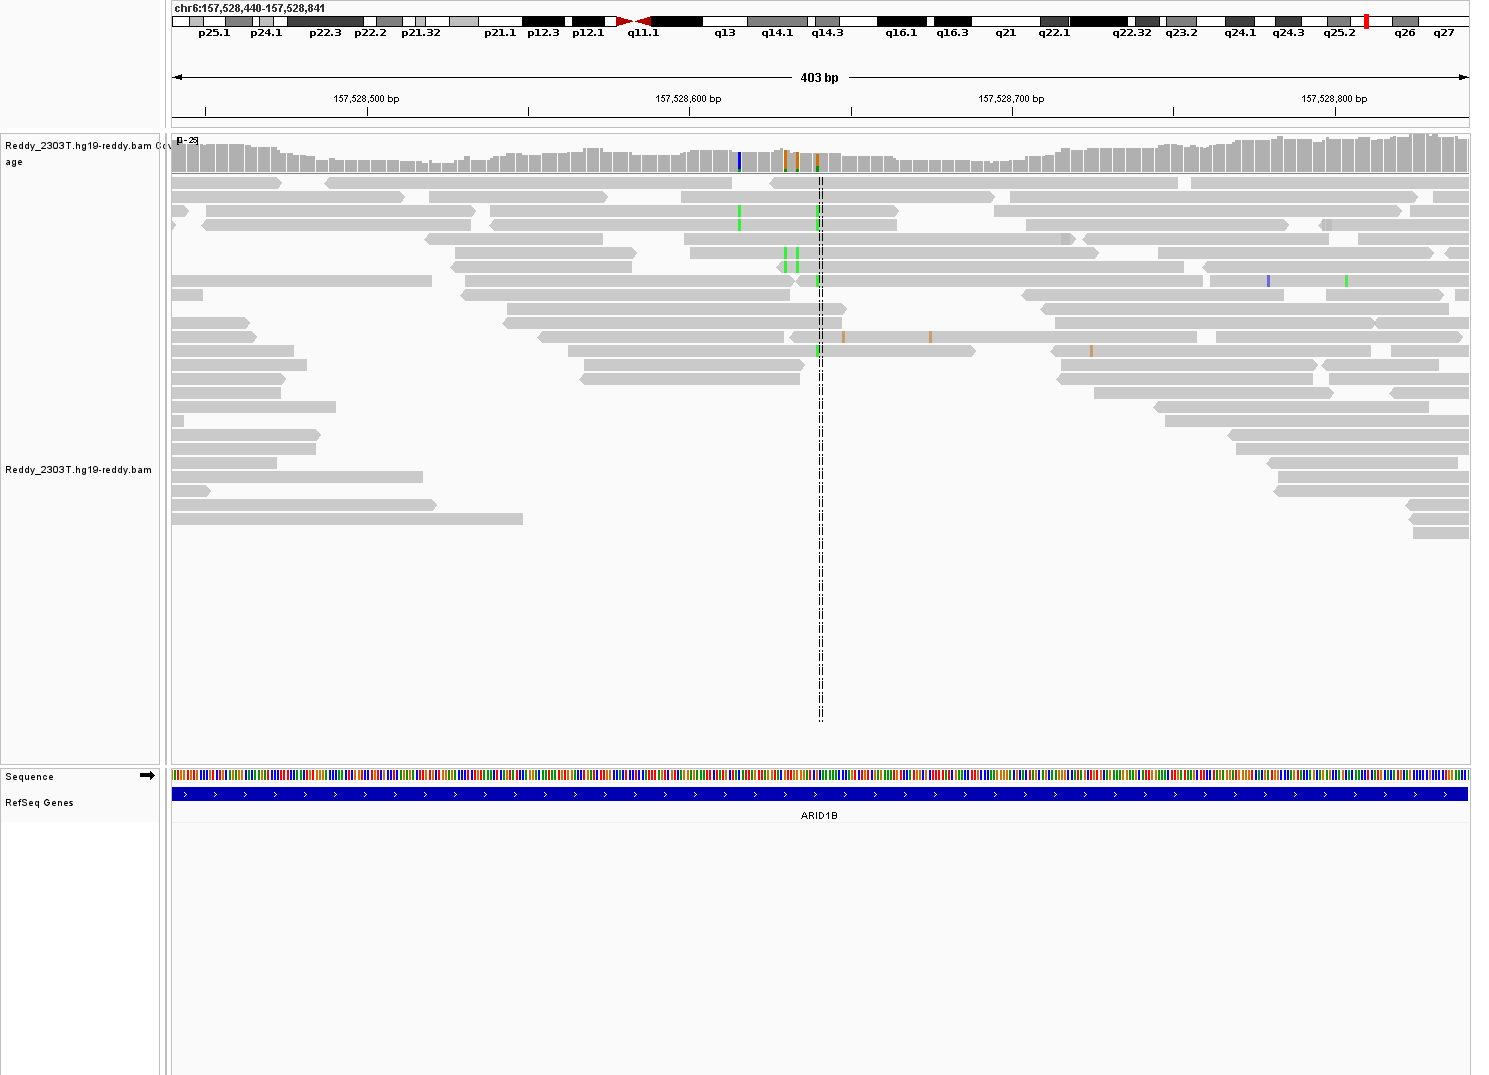 chr6:157,528,440-157,528,841
p25.1 p24.1 p22.3 p22.2 p21.32 p21.1 p12.3 p12.1 q11.1 q13 q14.1 q14.3 q16.1 q16.3 q21 q22.1 q22.32 q23.2 q24.1 q24.3 q25.2 q26 q27
403 bp
157,528,500 bp 157,528,600 bp 157,528,700 bp 157,528,800 bp
Reddy_2303T.hg19-reddy.bam Cov
age
Reddy_2303T.hg19-reddy.bam
Sequence
RefSeq Genes
ARID1B